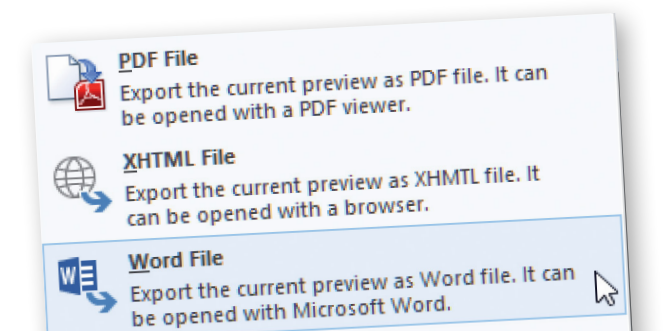 PDF File
Export the current preview as PDF file. It can
be opened with a PDF viewer.
XHTML File
Export the current preview as XHMTL file. It
can be opened with a browser.
Word File
Export the current preview as Word file. It can
be opened with Microsoft Word.